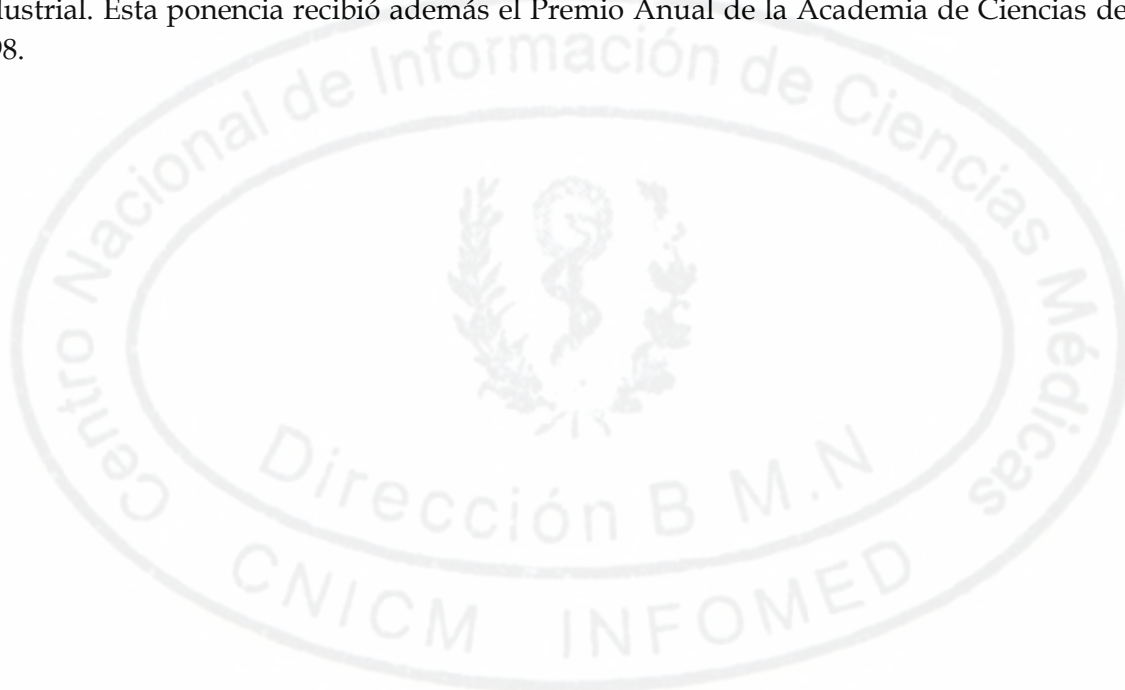 dustrial. Esta ponencia recibió además el Premio Anual de la Academia de Ciencias de
98.
Centro Nacional de Información de Ciencias Médicas
Dirección B M.N
CNICM INFOMED